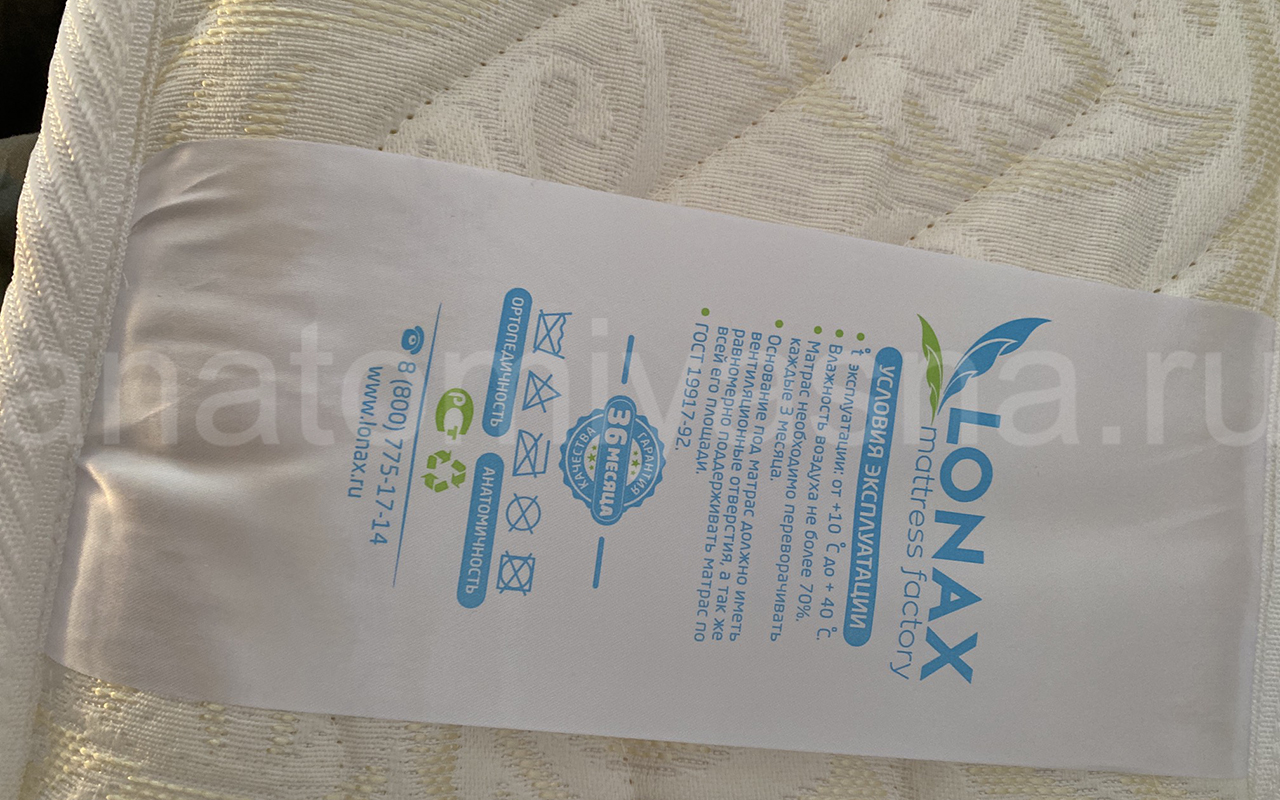 LONAX
mattress factory
УСЛОВИЯ ЭКСПЛУАТАЦИИ
t° эксплуатации: от +10 °C до + 40 °C.
Влажность воздуха не более 70%.
Матрас необходимо переворачивать
каждые 3 месяца.
Основание под матрас должно иметь
вентиляционные отверстия, а так же
равномерно поддерживать матрас по
всей его площади.
ГОСТ 19917-92.
ГАРАНТИЯ
36 МЕСЯЦА
КАЧЕСТВА
ОРТОПЕДИЧНОСТЬ
АНАТОМИЧНОСТЬ
РСТ
8 (800) 775-17-14
www.lonax.ru
anatomiyasna.ru